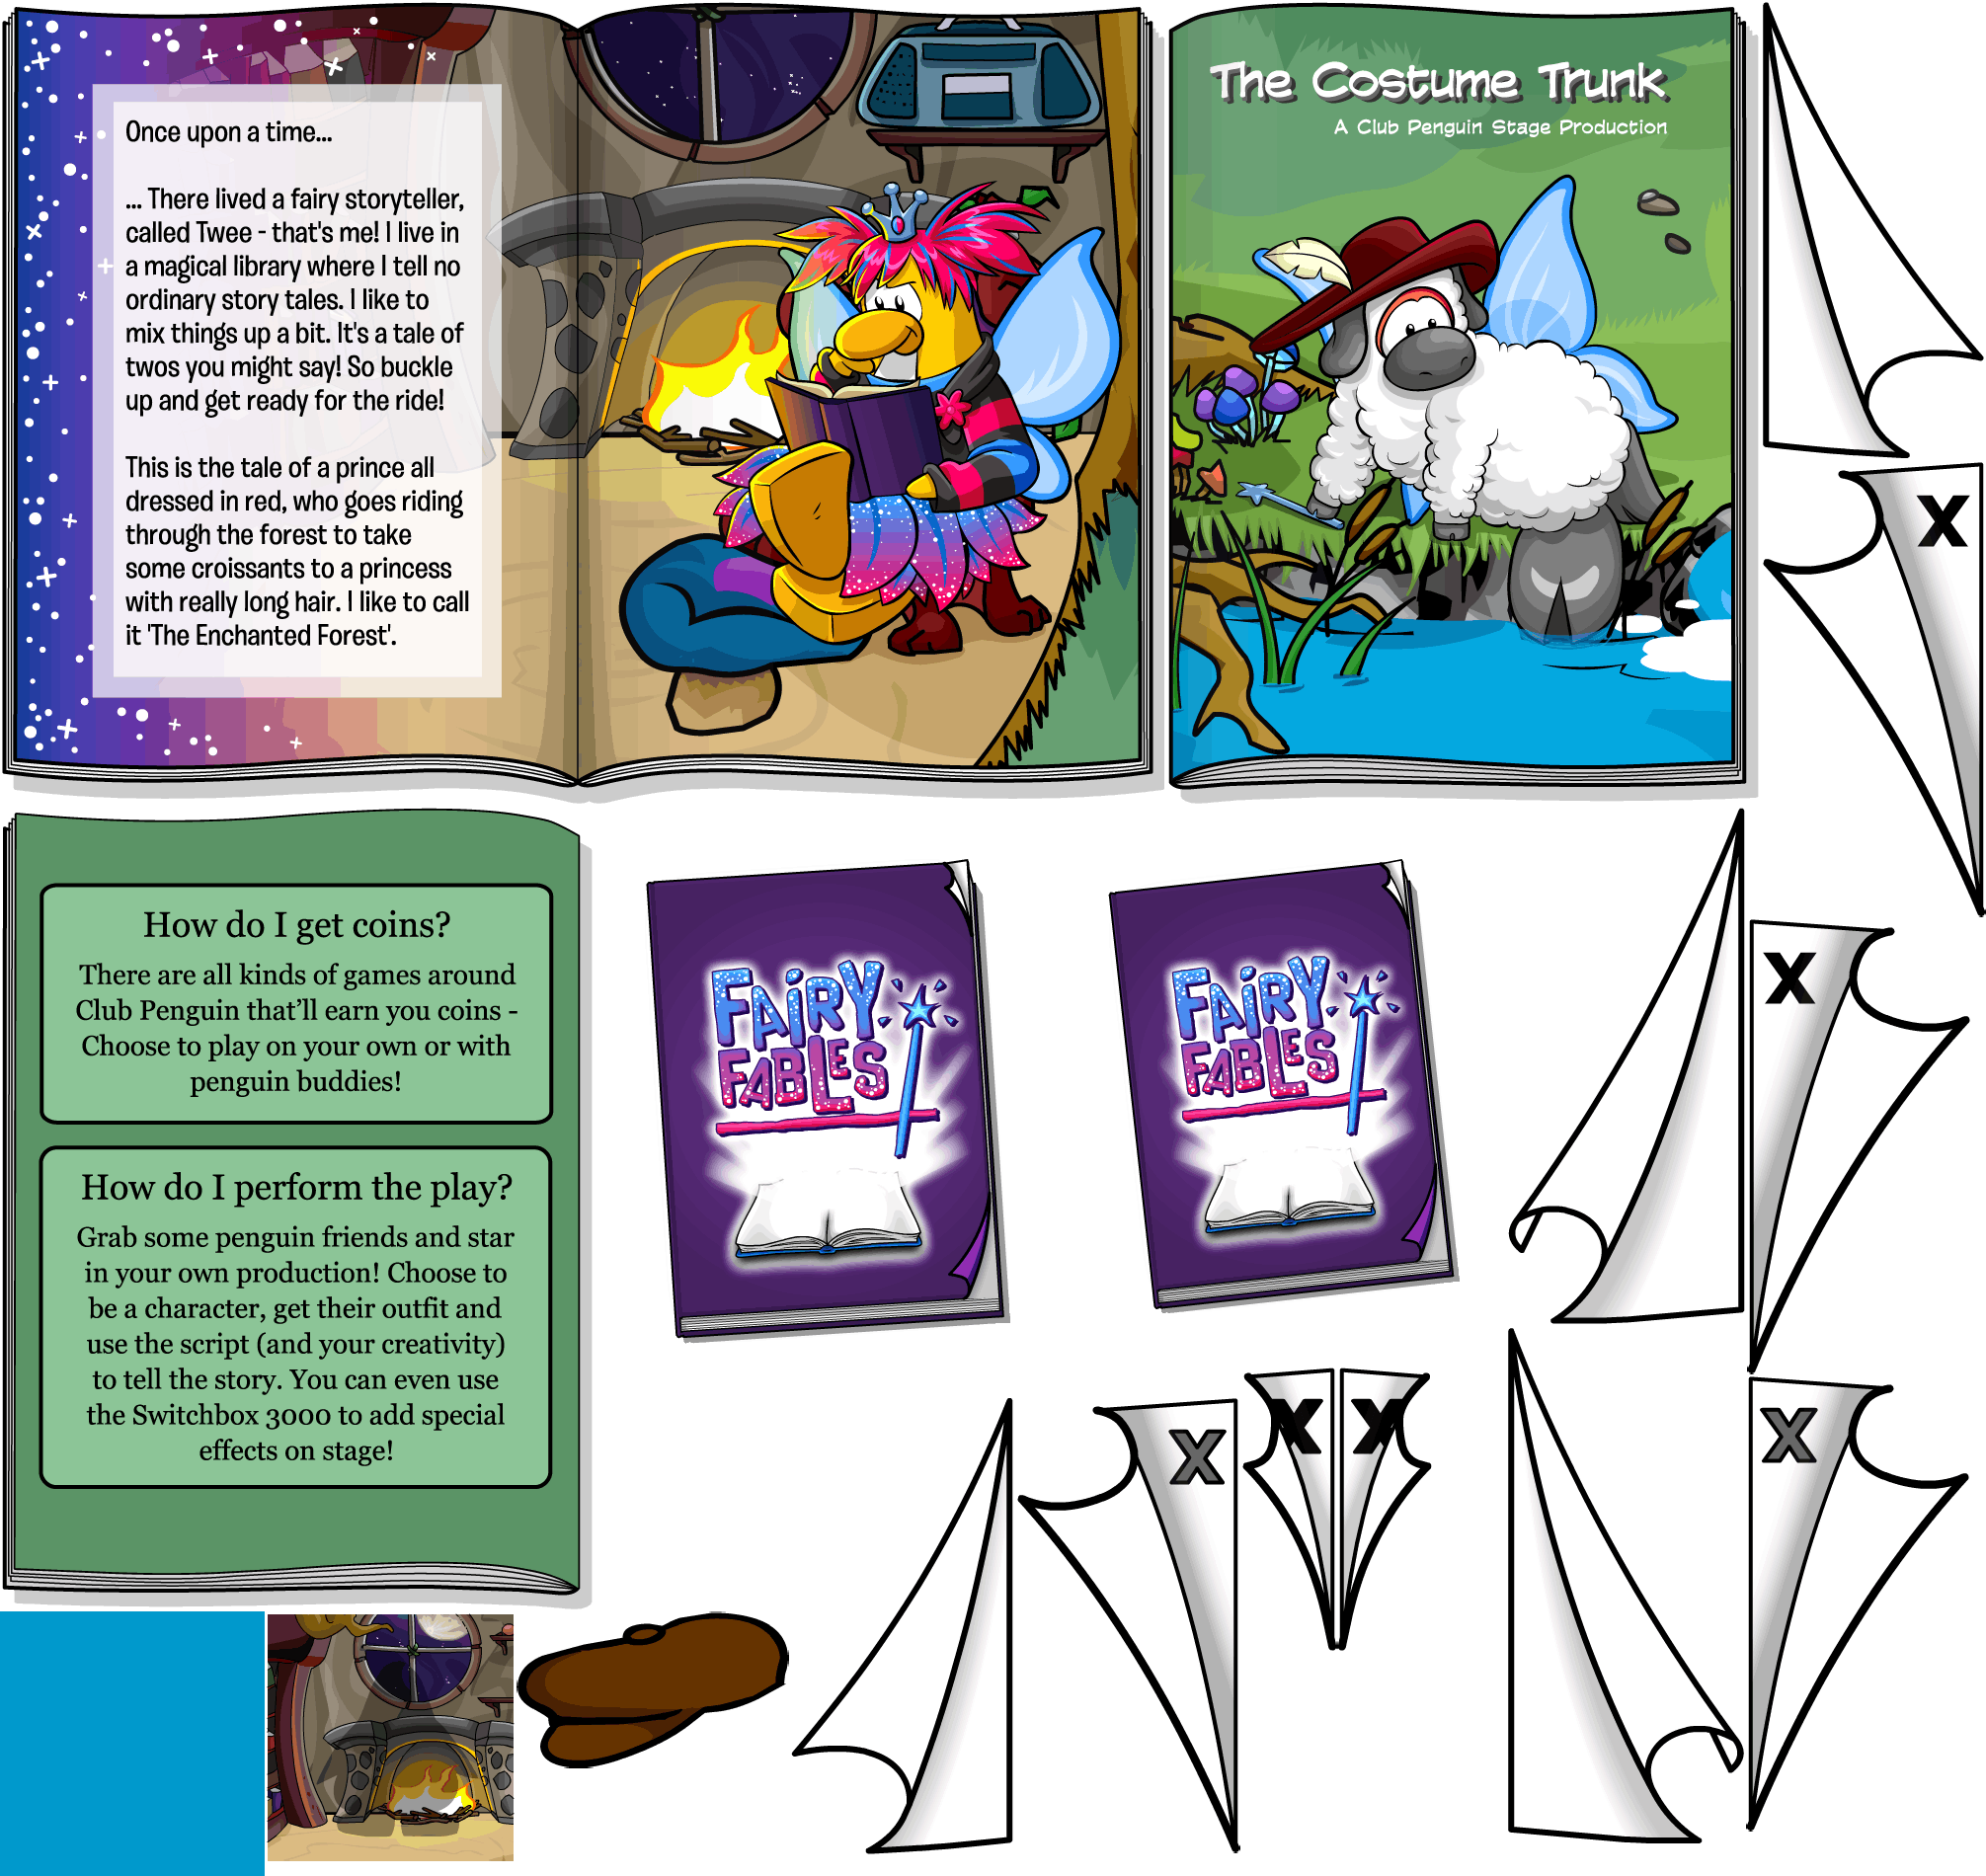 Once upon a time...
... There lived a fairy storyteller,
called Twee - that's me! I live in
a magical library where I tell no
ordinary story tales. I like to
mix things up a bit. It's a tale of
twos you might say! So buckle
up and get ready for the ride!
This is the tale of a prince all
dressed in red, who goes riding
through the forest to take
some croissants to a princess
with really long hair. I like to call
it 'The Enchanted Forest'.
The Costume Trunk
A Club Penguin Stage Production
X
How do I get coins?
There are all kinds of games around
Club Penguin that’ll earn you coins -
Choose to play on your own or with
penguin buddies!
How do I perform the play?
Grab some penguin friends and star
in your own production! Choose to
be a character, get their outfit and
use the script (and your creativity)
to tell the story. You can even use
the Switchbox 3000 to add special
effects on stage!
FAiRY
FABLES
FAiRY
FABLES
X
X
X
X
X